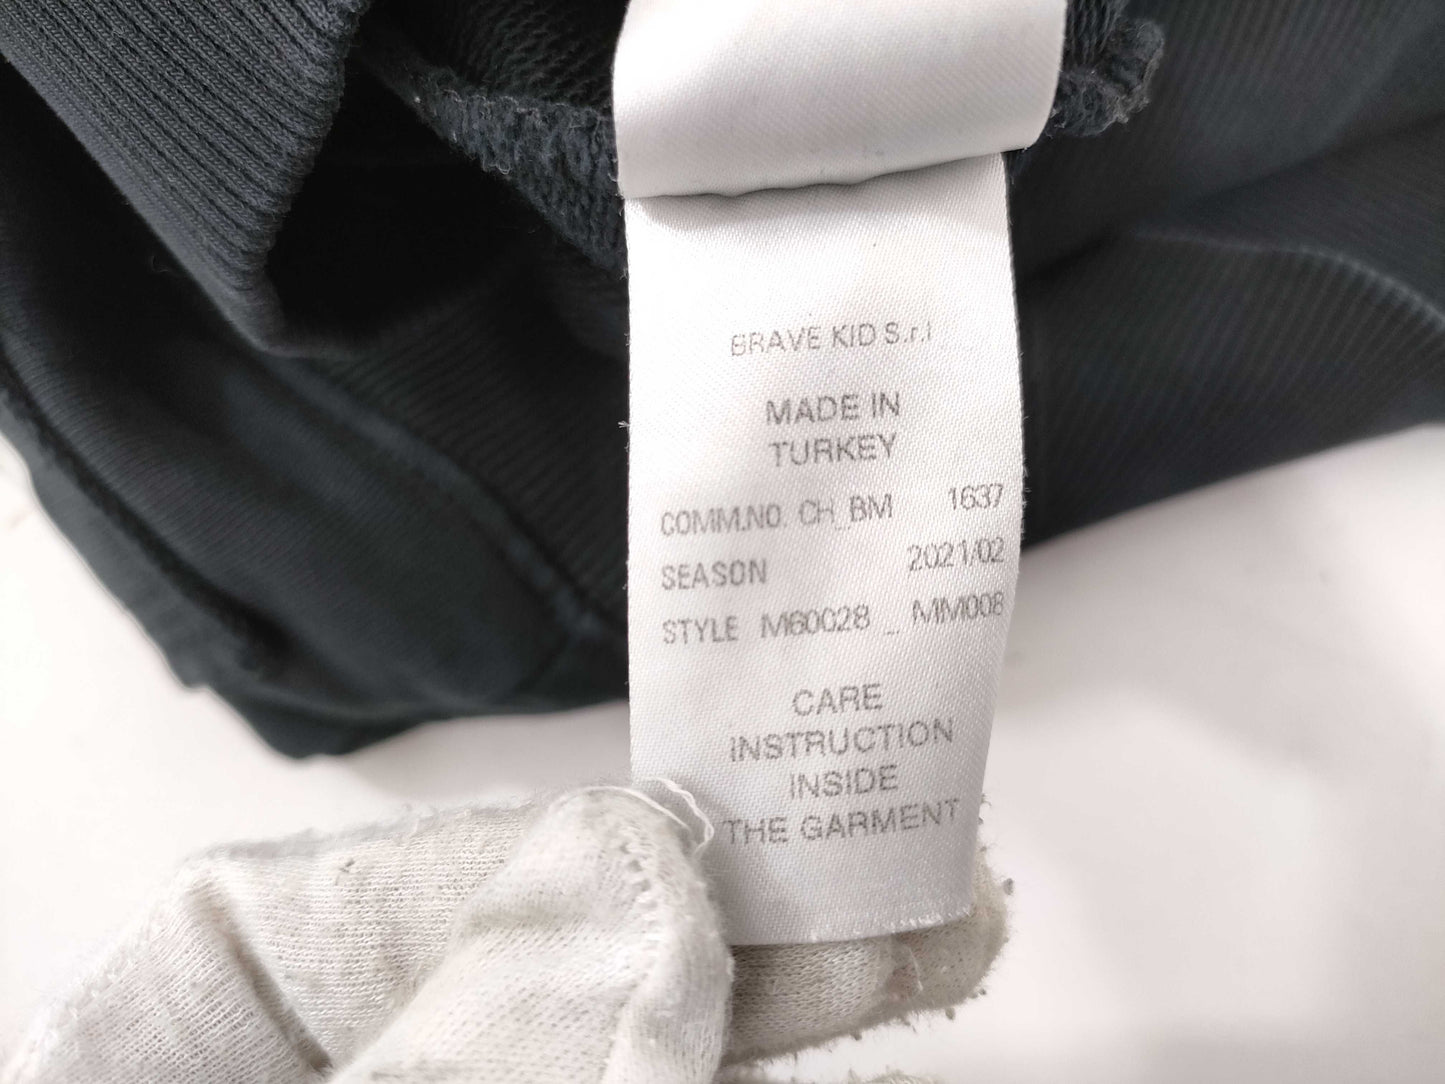 BRAVE KID S.r.l
MADE IN
TURKEY
COMM.NO. CH_BM 1637
SEASON 2021/02
STYLE M60028 _ MM008
CARE
INSTRUCTION
INSIDE
THE GARMENT